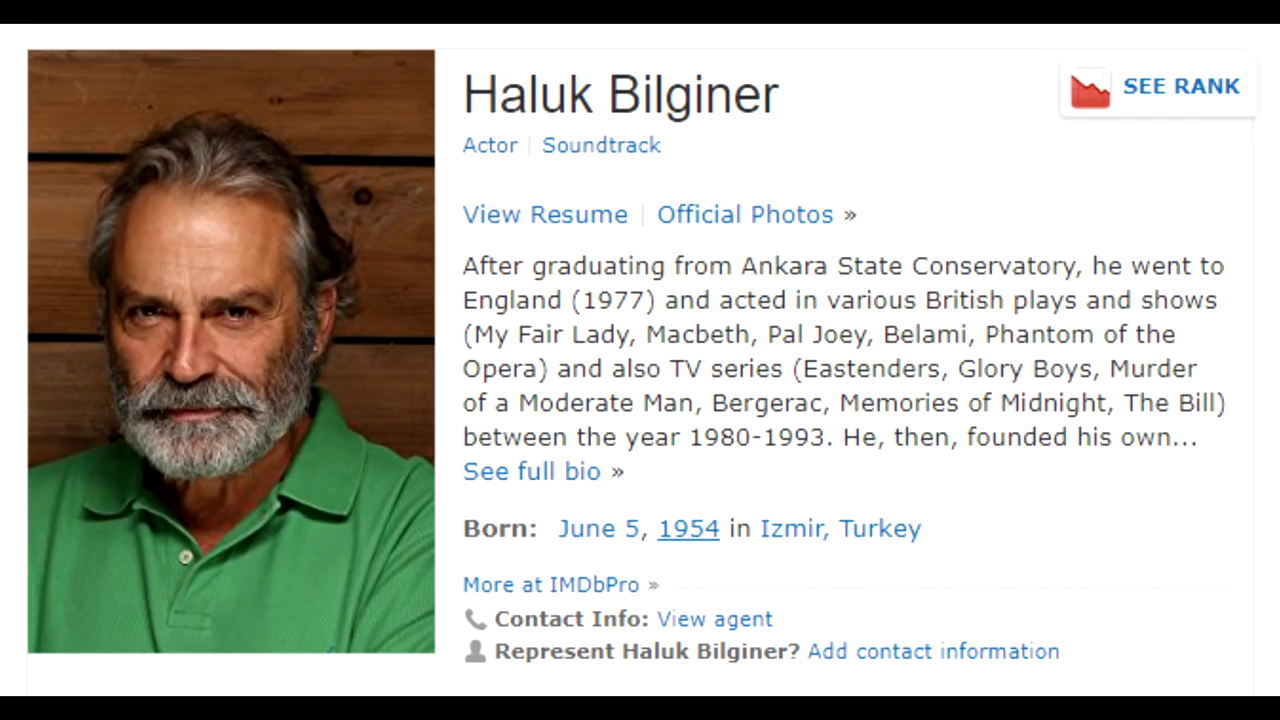 Haluk Bilginer
SEE RANK
Actor | Soundtrack
View Resume | Official Photos »
After graduating from Ankara State Conservatory, he went to
England (1977) and acted in various British plays and shows
(My Fair Lady, Macbeth, Pal Joey, Belami, Phantom of the
Opera) and also TV series (Eastenders, Glory Boys, Murder
of a Moderate Man, Bergerac, Memories of Midnight, The Bill)
between the year 1980-1993. He, then, founded his own...
See full bio »
Born: June 5, 1954 in Izmir, Turkey
More at IMDbPro »
Contact Info: View agent
Represent Haluk Bilginer? Add contact information